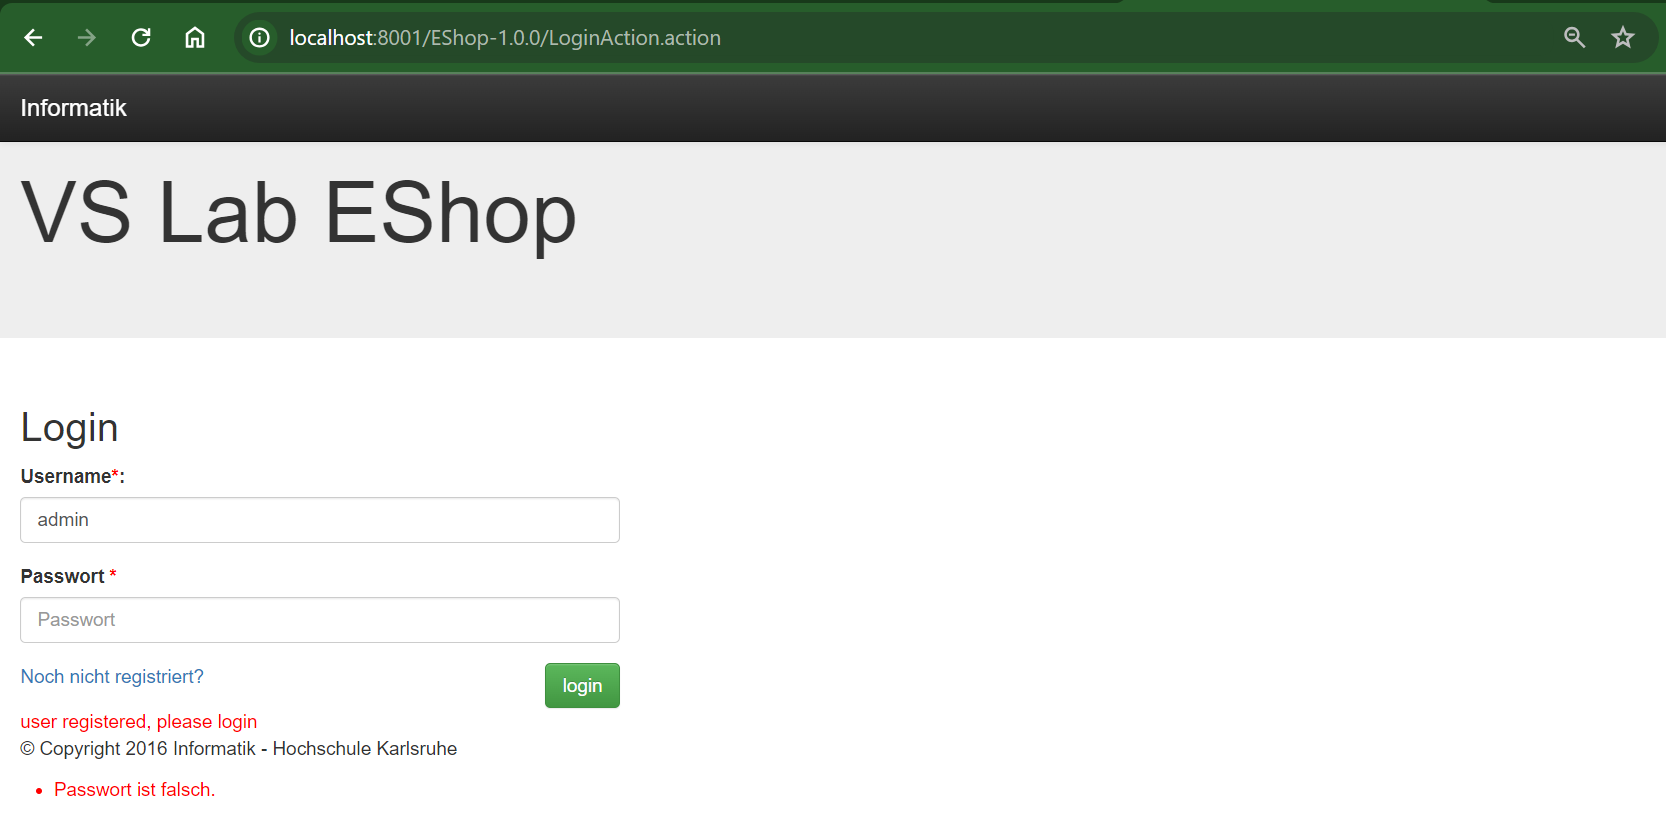 localhost:8001/EShop-1.0.0/LoginAction.action
Informatik
VS Lab EShop
Login
Username*:
admin
Passwort *
Passwort
Noch nicht registriert?
login
user registered, please login
© Copyright 2016 Informatik - Hochschule Karlsruhe
• Passwort ist falsch.